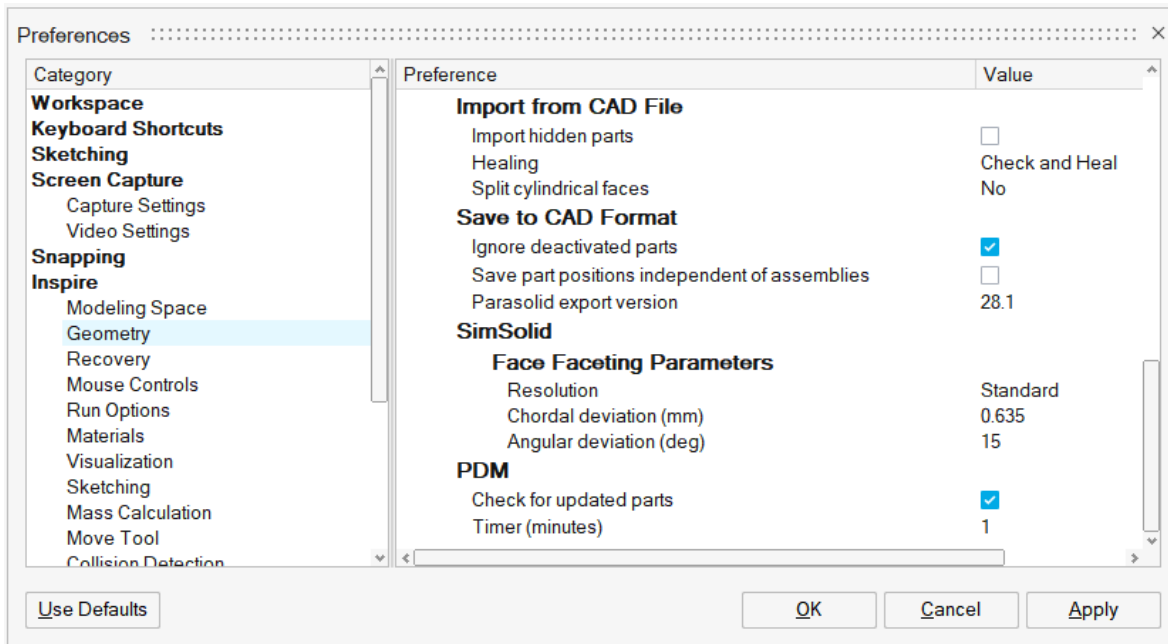 Preferences
Category
Workspace
Keyboard Shortcuts
Sketching
Screen Capture
Capture Settings
Video Settings
Snapping
Inspire
Modeling Space
Geometry
Recovery
Mouse Controls
Run Options
Materials
Visualization
Sketching
Mass Calculation
Move Tool
Collision Detection
Preference Value
Import from CAD File
Import hidden parts
Healing Check and Heal
Split cylindrical faces No
Save to CAD Format
Ignore deactivated parts
Save part positions independent of assemblies
Parasolid export version 28.1
SimSolid
Face Faceting Parameters
Resolution Standard
Chordal deviation (mm) 0.635
Angular deviation (deg) 15
PDM
Check for updated parts
Timer (minutes) 1
Use Defaults OK Cancel Apply